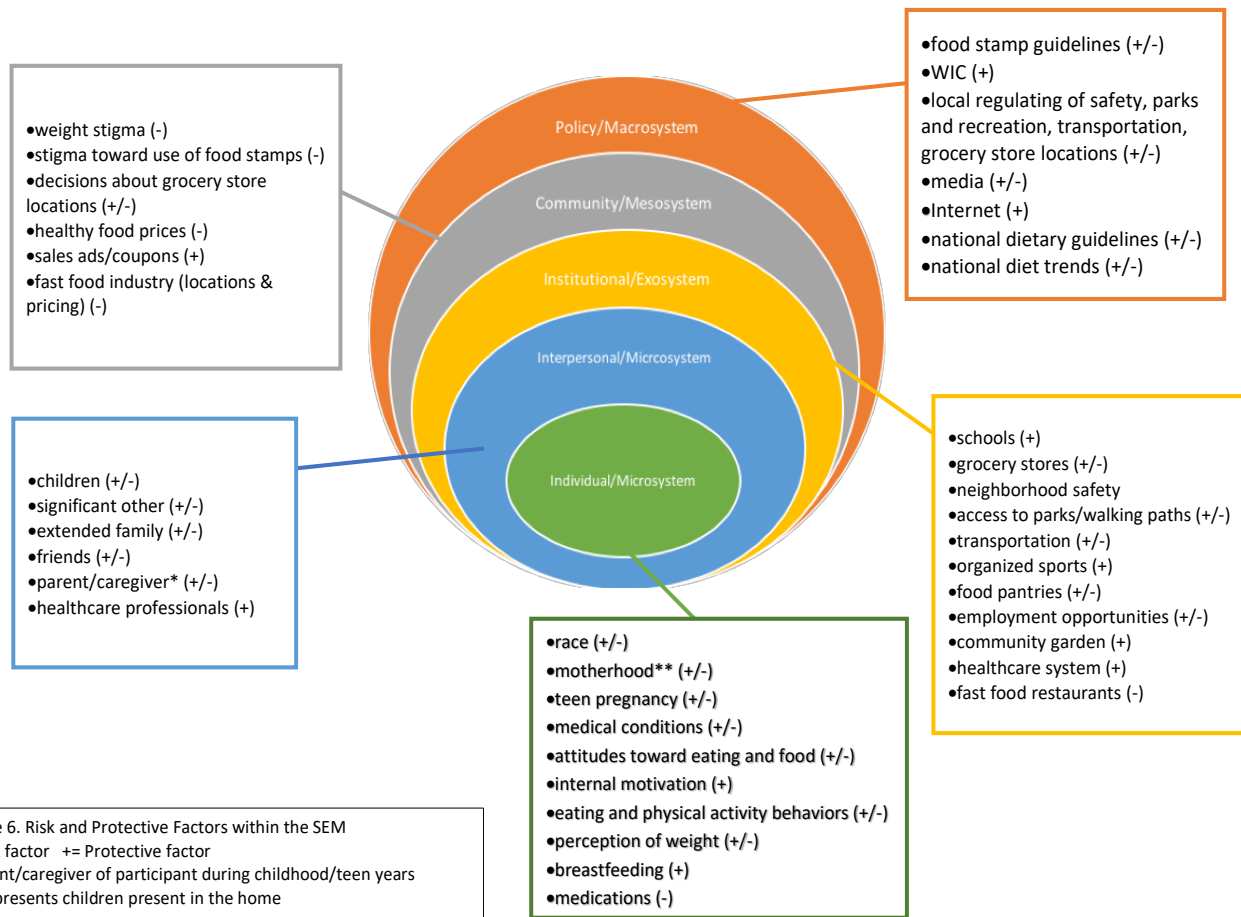 •weight stigma (-)
•stigma toward use of food stamps (-)
•decisions about grocery store
locations (+/-)
•healthy food prices (-)
•sales ads/coupons (+)
•fast food industry (locations &
pricing) (-)
Policy/Macrosystem
Community/Mesosystem
Institutional/Exosystem
Interpersonal/Micrcosystem
Individual/Microsystem
•food stamp guidelines (+/-)
•WIC (+)
•local regulating of safety, parks
and recreation, transportation,
grocery store locations (+/-)
•media (+/-)
•Internet (+)
•national dietary guidelines (+/-)
•national diet trends (+/-)
•children (+/-)
•significant other (+/-)
•extended family (+/-)
•friends (+/-)
•parent/caregiver* (+/-)
•healthcare professionals (+)
•schools (+)
•grocery stores (+/-)
•neighborhood safety
•access to parks/walking paths (+/-)
•transportation (+/-)
•organized sports (+)
•food pantries (+/-)
•employment opportunities (+/-)
•community garden (+)
•healthcare system (+)
•fast food restaurants (-)
•race (+/-)
•motherhood** (+/-)
•teen pregnancy (+/-)
•medical conditions (+/-)
•attitudes toward eating and food (+/-)
•internal motivation (+)
•eating and physical activity behaviors (+/-)
•perception of weight (+/-)
•breastfeeding (+)
•medications (-)
6. Risk and Protective Factors within the SEM
factor += Protective factor
/caregiver of participant during childhood/teen years
children present in the home